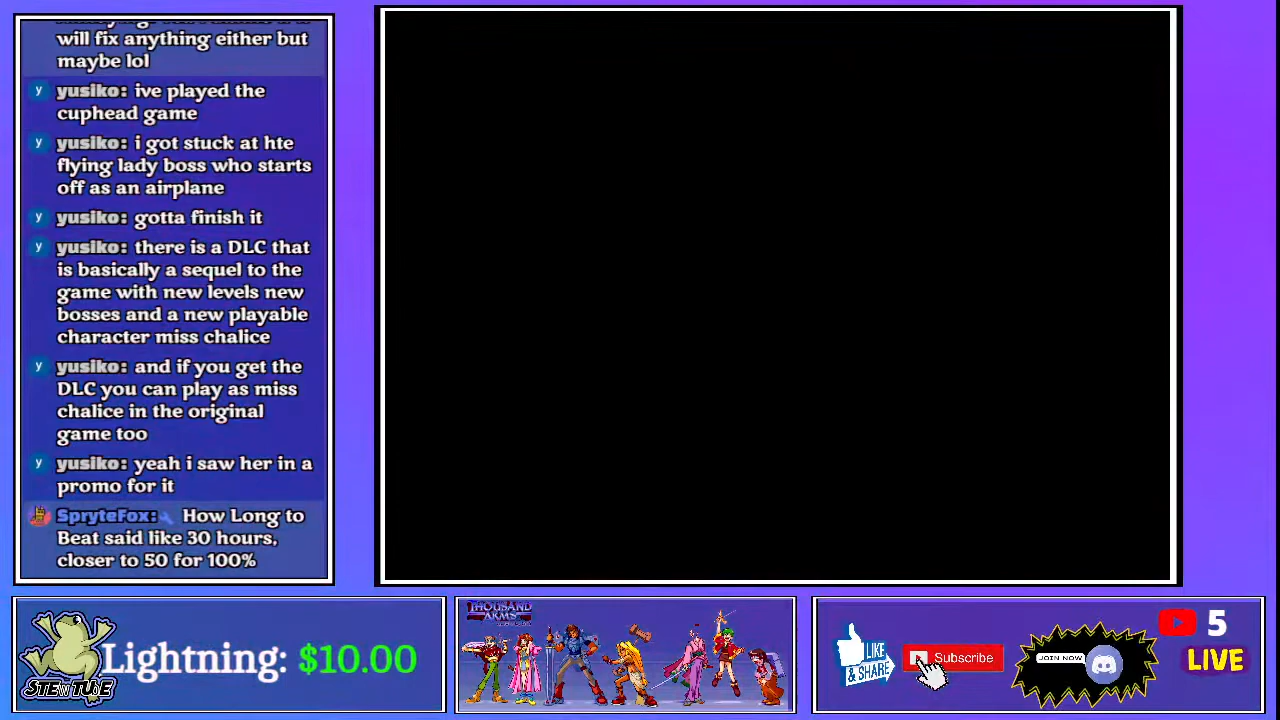 will fix anything either but
maybe lol
y yusiko: ive played the
cuphead game
y yusiko: i got stuck at hte
flying lady boss who starts
off as an airplane
y yusiko: gotta finish it
y yusiko: there is a DLC that
is basically a sequel to the
game with new levels new
bosses and a new playable
character miss chalice
y yusiko: and if you get the
DLC you can play as miss
chalice in the original
game too
y yusiko: yeah i saw her in a
promo for it
SpryteFox: How Long to
Beat said like 30 hours,
closer to 50 for 100%
STEW TUBE
Lightning: $10.00
THOUSAND
ARMS
LIKE
& SHARE
Subscribe
JOIN NOW
5
LIVE